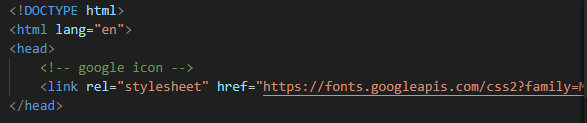 <!DOCTYPE html>
<html lang="en">
<head>
<!-- google icon -->
<link rel="stylesheet" href="https://fonts.googleapis.com/css2?family=M
</head>